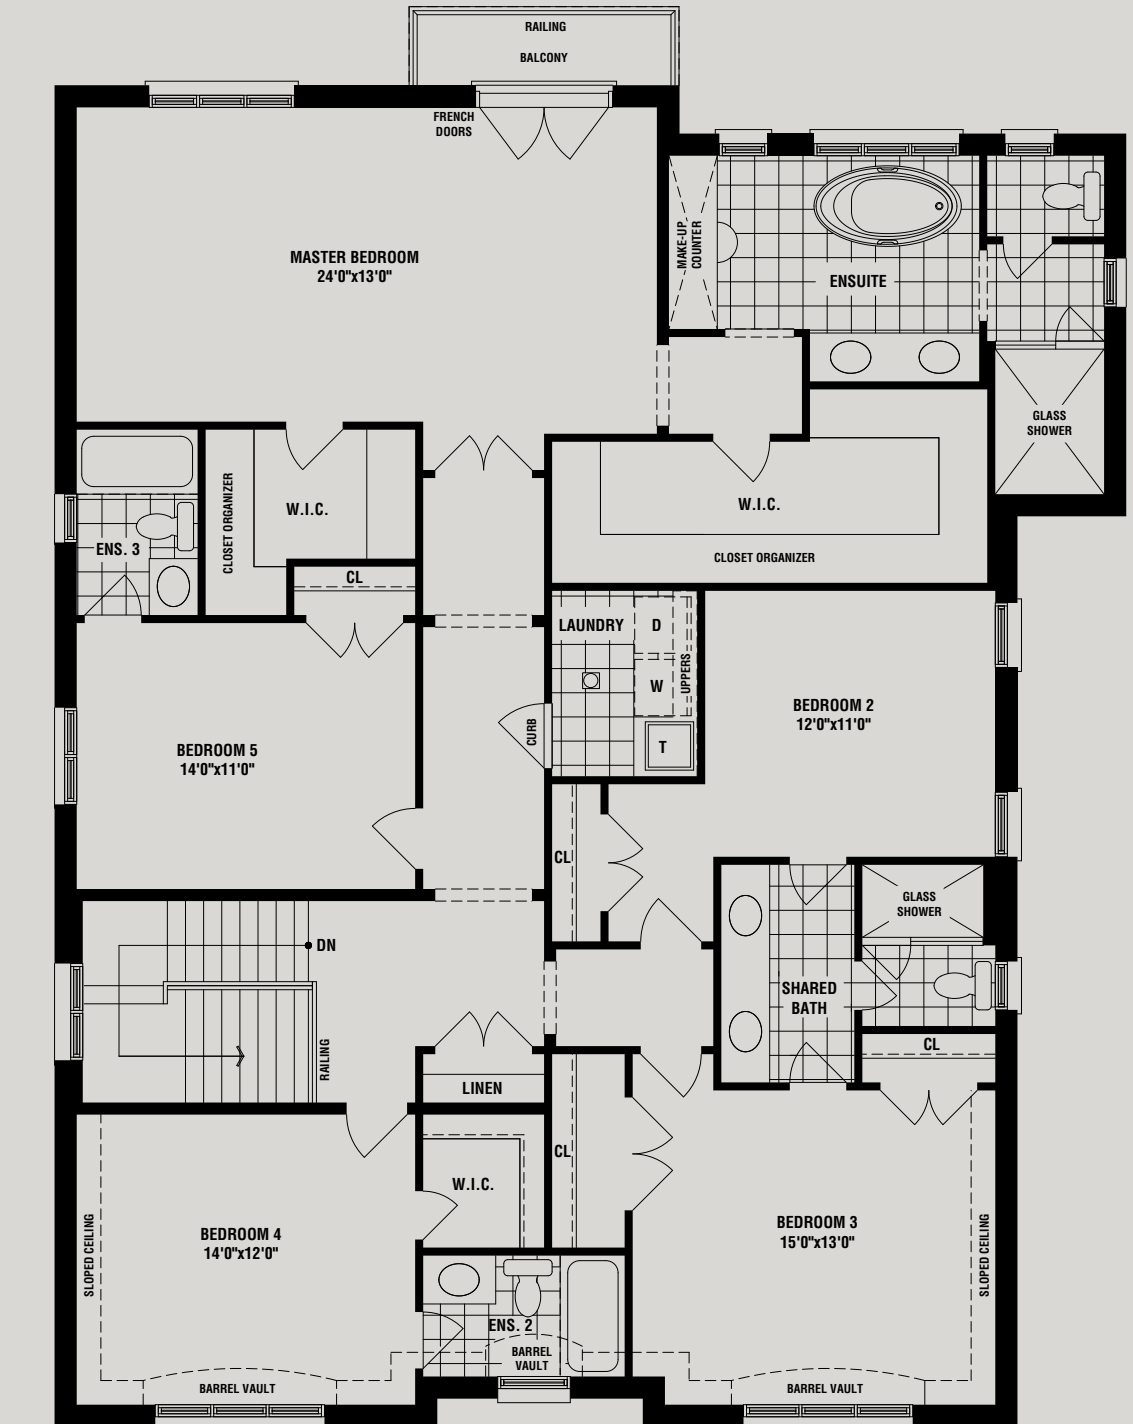 RAILING
BALCONY
FRENCH
DOORS
MASTER BEDROOM
24'0"x13'0"
MAKE-UP
COUNTER
ENSUITE
GLASS
SHOWER
CLOSET ORGANIZER
W.I.C.
W.I.C.
CLOSET ORGANIZER
ENS. 3
CL
LAUNDRY
D
W
UPPERS
T
CURB
BEDROOM 2
12'0"x11'0"
BEDROOM 5
14'0"x11'0"
CL
GLASS
SHOWER
DN
SHARED
BATH
RAILING
CL
LINEN
CL
W.I.C.
SLOPED CEILING
BEDROOM 4
14'0"x12'0"
BEDROOM 3
15'0"x13'0"
SLOPED CEILING
ENS. 2
BARREL
VAULT
BARREL VAULT
BARREL VAULT